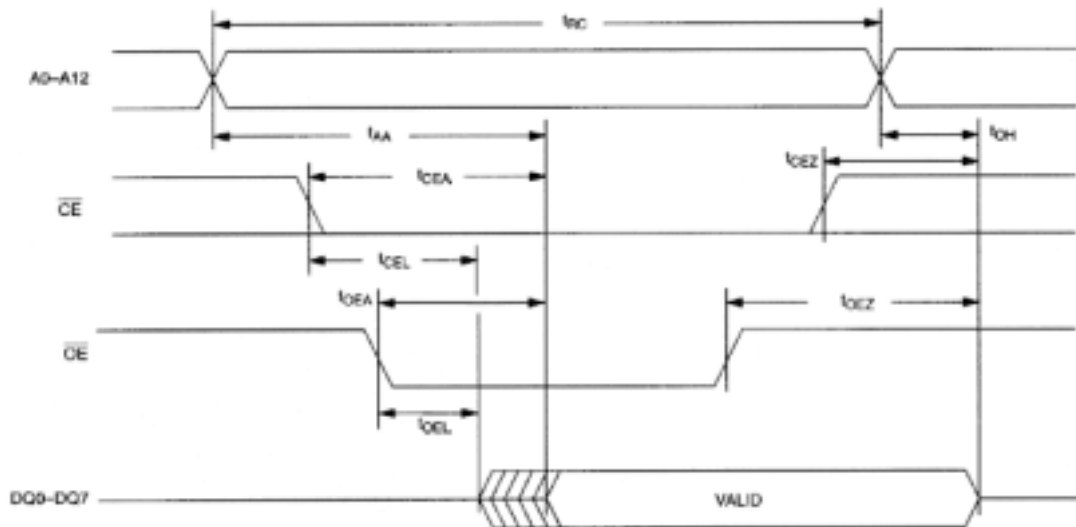 tRC
A0–A12
tAA
tOH
tCEZ
tCEA
CE
tCEL
tOEA
tOEZ
OE
tOEL
DQ0–DQ7
VALID